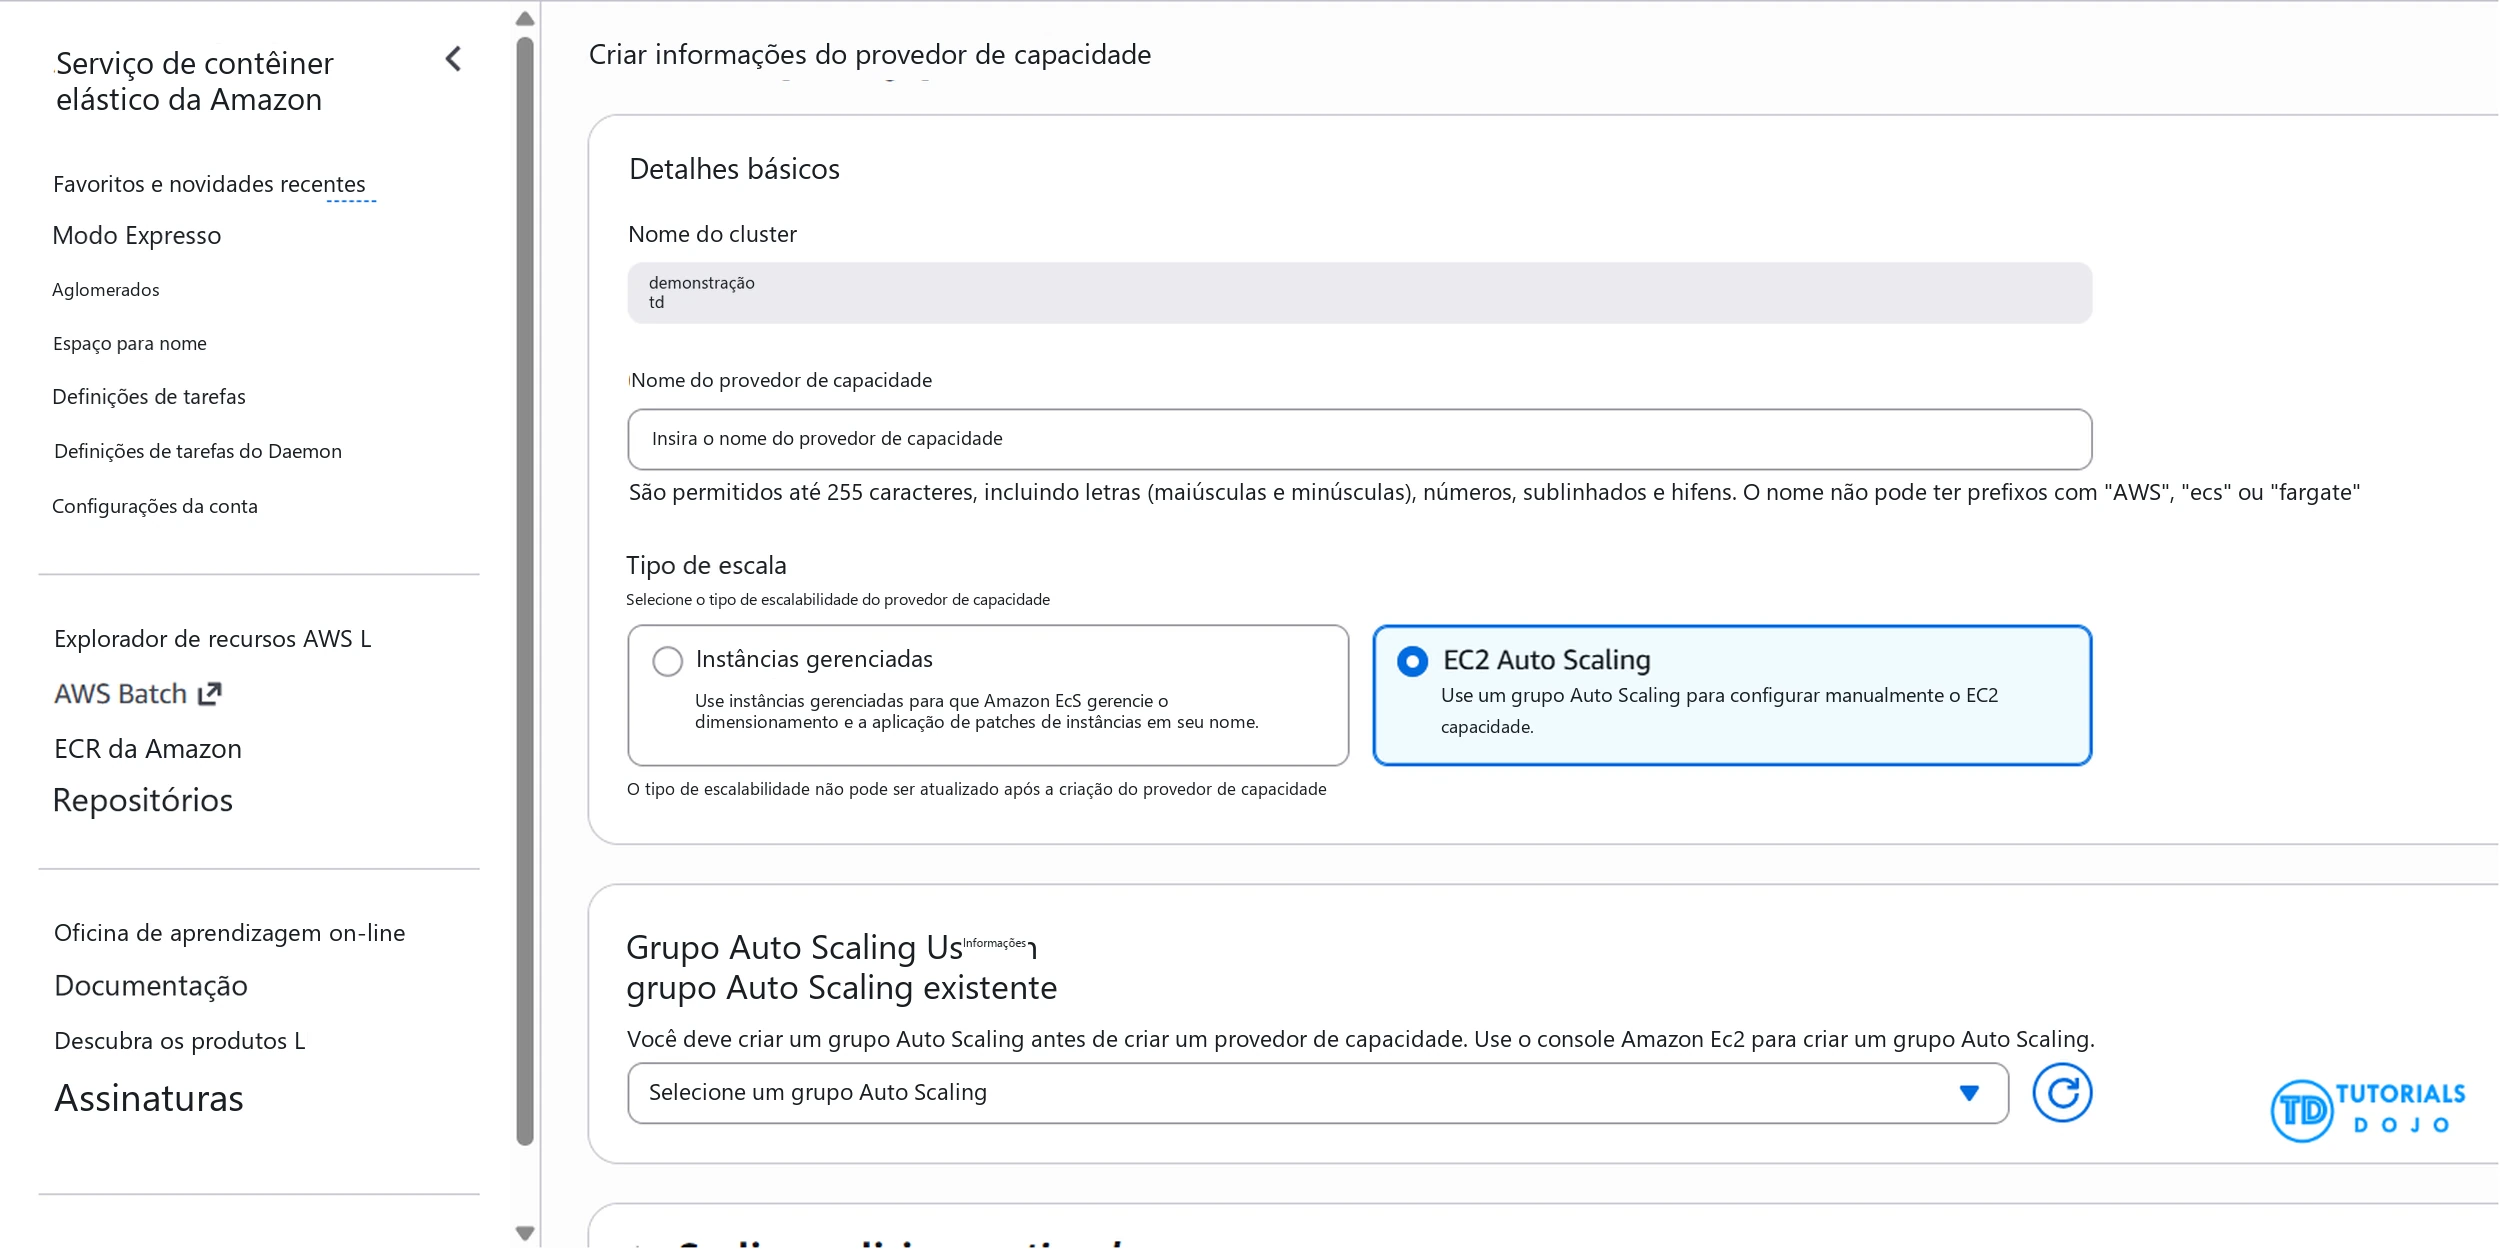 Serviço de contêiner
elástico da Amazon
Favoritos e novidades recentes
Modo Expresso
Aglomerados
Espaço para nome
Definições de tarefas
Definições de tarefas do Daemon
Configurações da conta
Explorador de recursos AWS L
AWS Batch
ECR da Amazon
Repositórios
Oficina de aprendizagem on-line
Documentação
Descubra os produtos L
Assinaturas
Criar informações do provedor de capacidade
Detalhes básicos
Nome do cluster
demonstração
td
Nome do provedor de capacidade
Insira o nome do provedor de capacidade
São permitidos até 255 caracteres, incluindo letras (maiúsculas e minúsculas), números, sublinhados e hifens. O nome não pode ter prefixos com "AWS", "ecs" ou "fargate"
Tipo de escala
Selecione o tipo de escalabilidade do provedor de capacidade
Instâncias gerenciadas
Use instâncias gerenciadas para que Amazon EcS gerencie o
dimensionamento e a aplicação de patches de instâncias em seu nome.
EC2 Auto Scaling
Use um grupo Auto Scaling para configurar manualmente o EC2
capacidade.
O tipo de escalabilidade não pode ser atualizado após a criação do provedor de capacidade
Grupo Auto Scaling Us Informações
grupo Auto Scaling existente
Você deve criar um grupo Auto Scaling antes de criar um provedor de capacidade. Use o console Amazon Ec2 para criar um grupo Auto Scaling.
Selecione um grupo Auto Scaling
TD TUTORIALS
DOJO